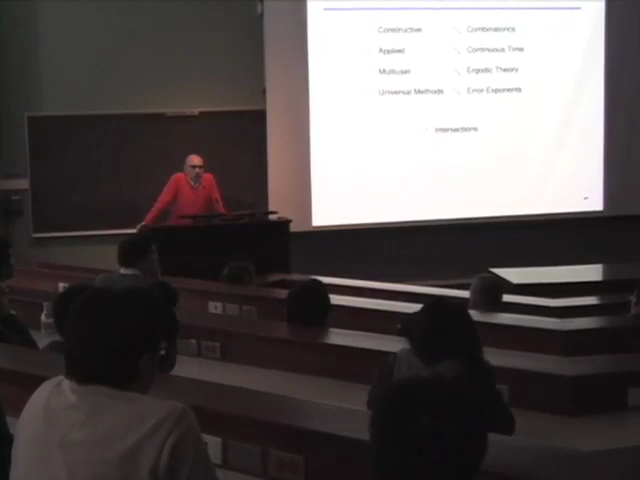 Constructive
Combinatorics
Applied
Continuous Time
Multiuser
Ergodic Theory
Universal Methods
Error Exponents
Intersections